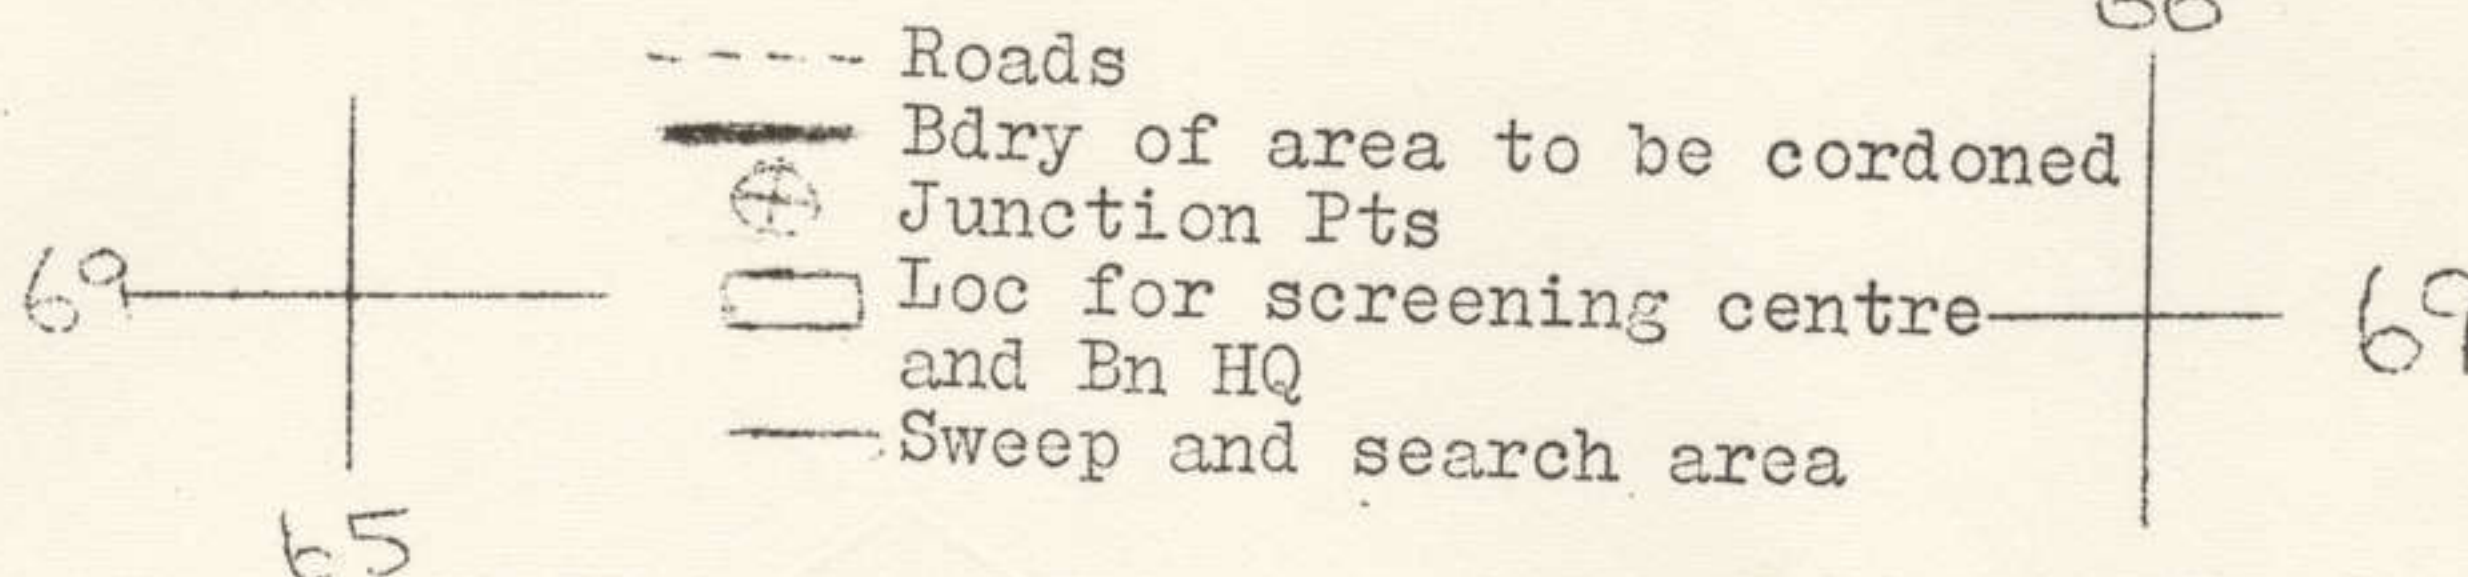 66
Roads
Bdry of area to be cordoned
Junction Pts
69 Loc for screening centre 69
and Bn HQ
Sweep and search area
65